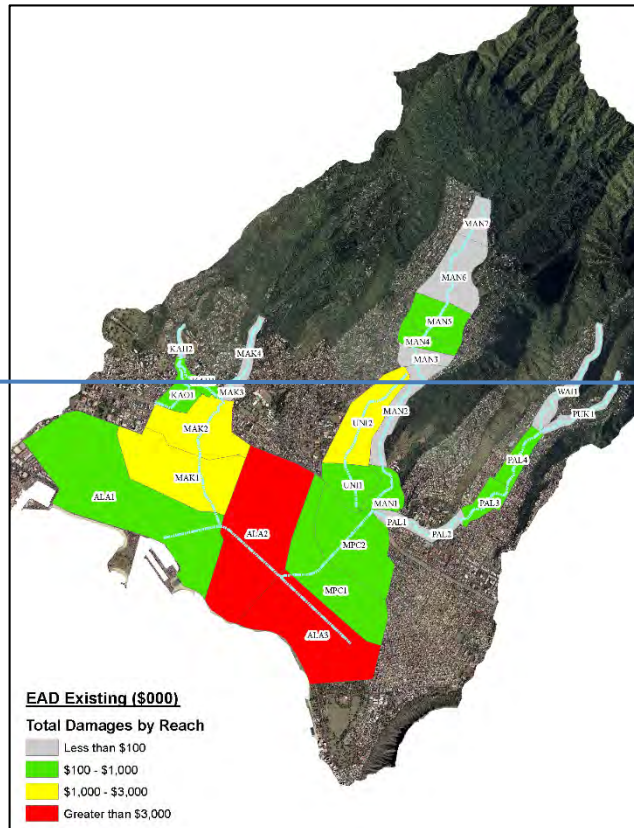 MAN7
MAN6
MAN5
MAN4
MAN3
KAH2
MAK4
MAK3
KAO1
WAI1
PUK1
MAN2
UNI2
MAK2
PAL4
MAK1
UNI1
MAN1
PAL3
ALA1
PAL1
PAL2
ALA2
MPC2
MPC1
ALA3
EAD Existing ($000)
Total Damages by Reach
Less than $100
$100 - $1,000
$1,000 - $3,000
Greater than $3,000